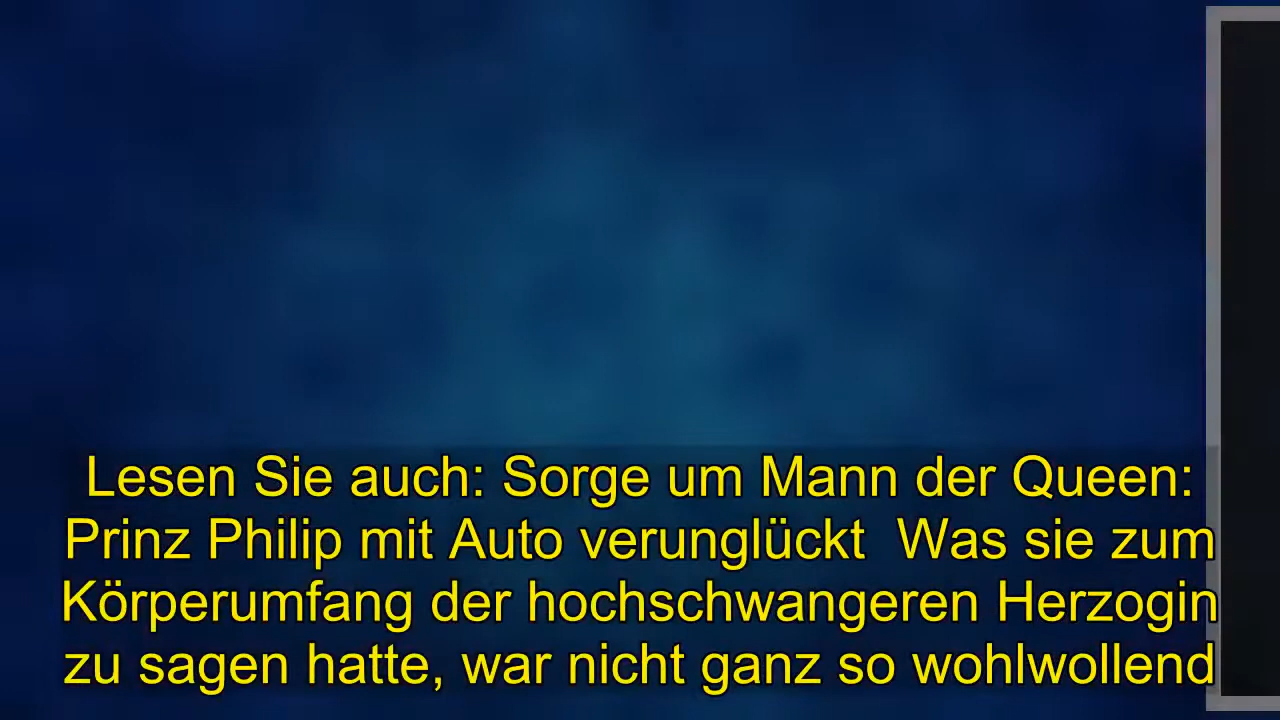 Lesen Sie auch: Sorge um Mann der Queen:
Prinz Philip mit Auto verunglückt  Was sie zum
Körperumfang der hochschwangeren Herzogin
zu sagen hatte, war nicht ganz so wohlwollend